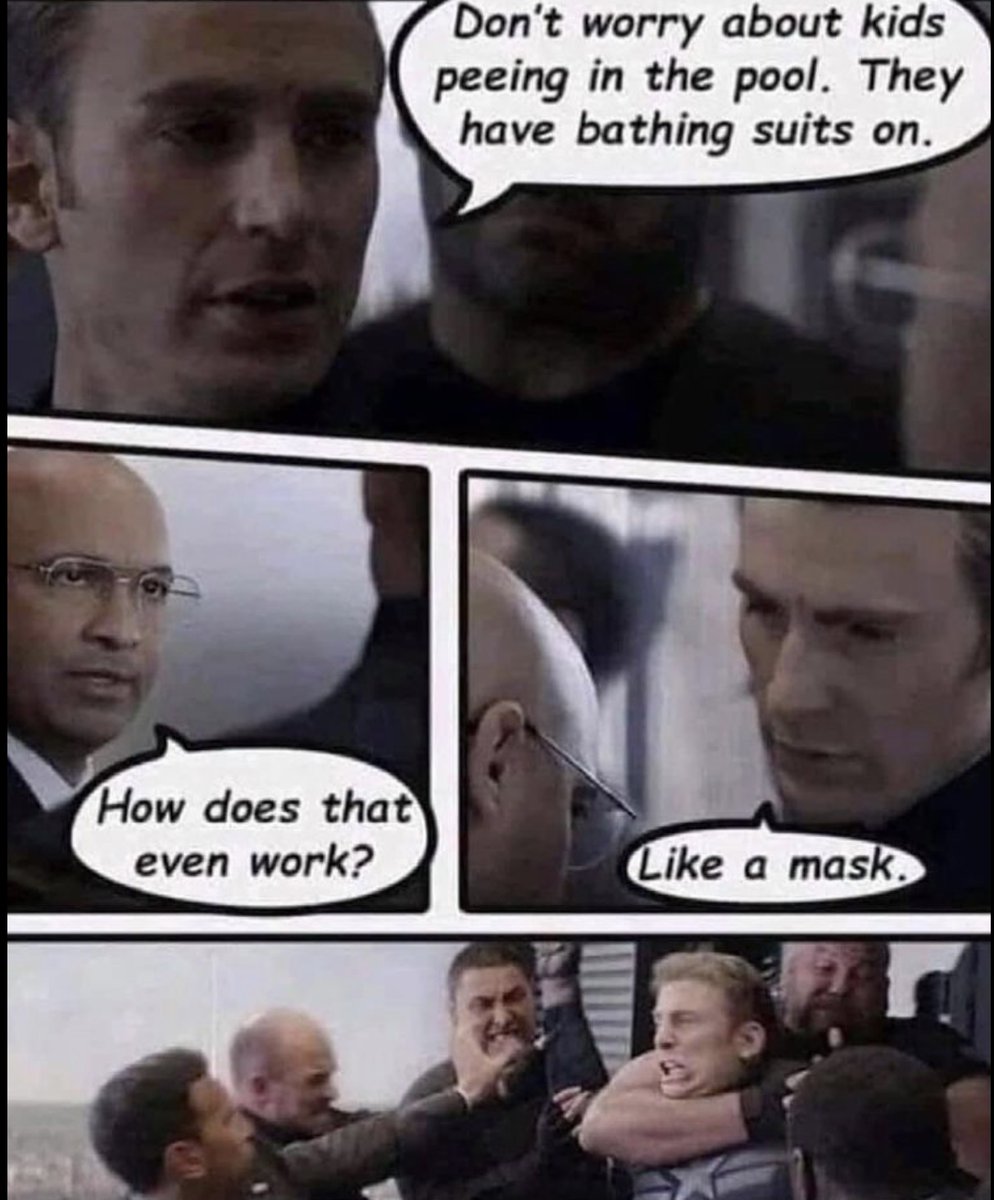 Don't worry about kids
peeing in the pool. They
have bathing suits on.
How does that
even work?
Like a mask.